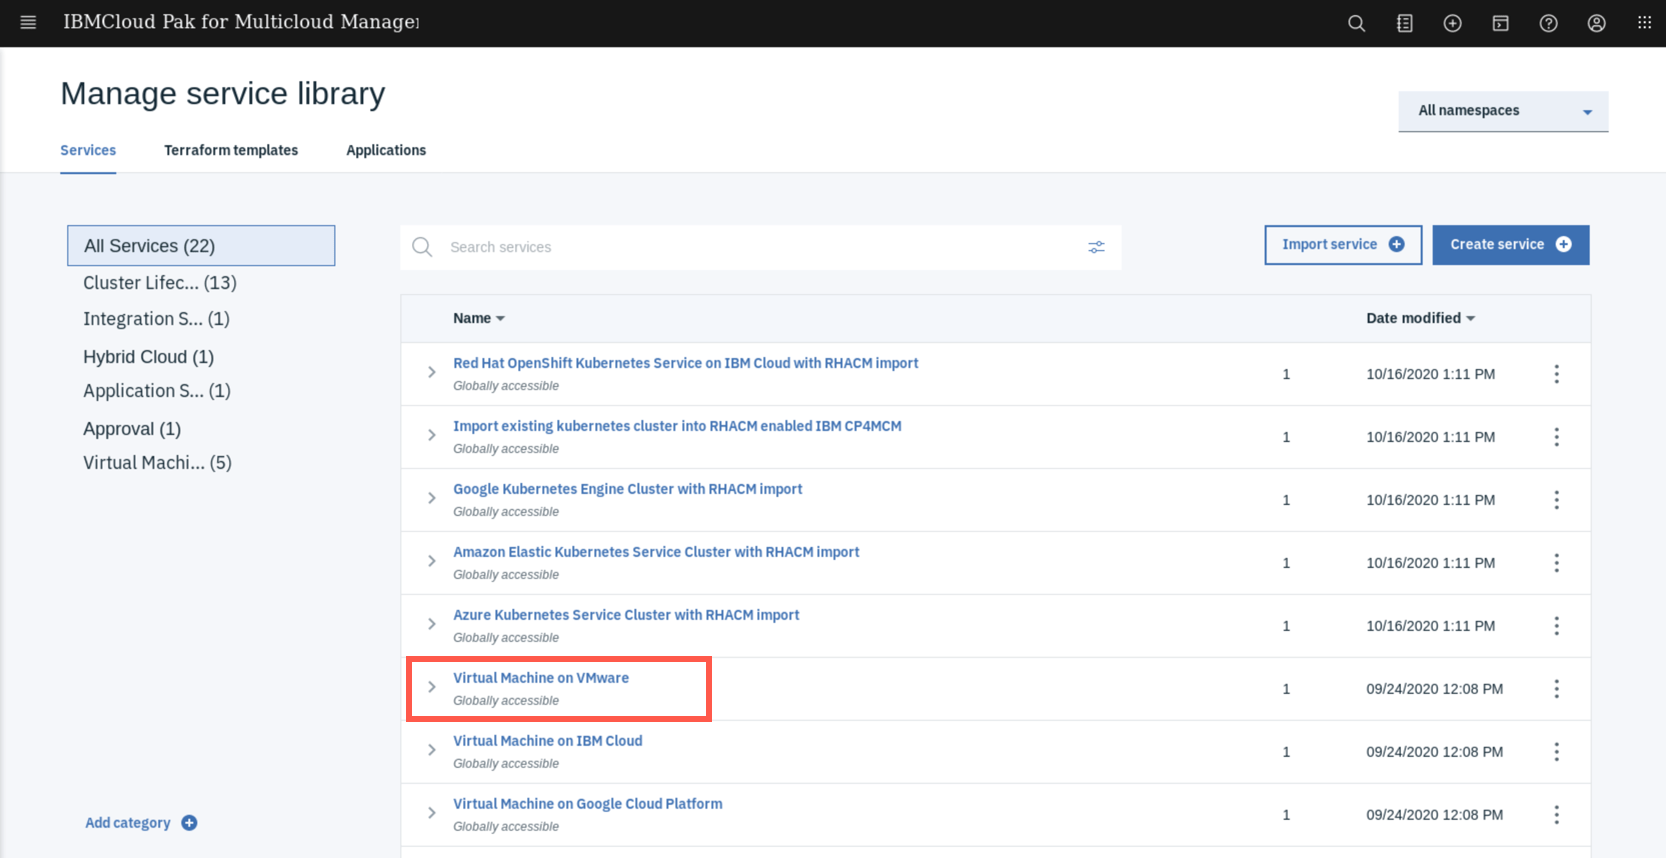 IBMCloud Pak for Multicloud Manager
Manage service library
All namespaces
Services
Terraform templates
Applications
All Services (22)
Cluster Lifec... (13)
Integration S... (1)
Hybrid Cloud (1)
Application S... (1)
Approval (1)
Virtual Machi... (5)
Add category
Search services
Import service
Create service
Name
Date modified
Red Hat OpenShift Kubernetes Service on IBM Cloud with RHACM import
Globally accessible
1
10/16/2020 1:11 PM
Import existing kubernetes cluster into RHACM enabled IBM CP4MCM
Globally accessible
1
10/16/2020 1:11 PM
Google Kubernetes Engine Cluster with RHACM import
Globally accessible
1
10/16/2020 1:11 PM
Amazon Elastic Kubernetes Service Cluster with RHACM import
Globally accessible
1
10/16/2020 1:11 PM
Azure Kubernetes Service Cluster with RHACM import
Globally accessible
1
10/16/2020 1:11 PM
Virtual Machine on VMware
Globally accessible
1
09/24/2020 12:08 PM
Virtual Machine on IBM Cloud
Globally accessible
1
09/24/2020 12:08 PM
Virtual Machine on Google Cloud Platform
Globally accessible
1
09/24/2020 12:08 PM